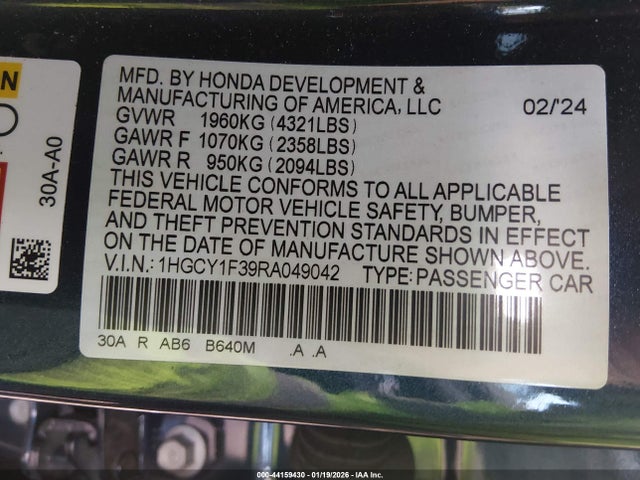 MFD. BY HONDA DEVELOPMENT &
MANUFACTURING OF AMERICA, LLC 02/'24
GVWR 1960KG (4321LBS)
GAWR F 1070KG (2358LBS)
GAWR R 950KG (2094LBS)
THIS VEHICLE CONFORMS TO ALL APPLICABLE
FEDERAL MOTOR VEHICLE SAFETY, BUMPER,
AND THEFT PREVENTION STANDARDS IN EFFECT
ON THE DATE OF MANUFACTURE SHOWN ABOVE.
V.I.N.: 1HGCY1F39RA049042 TYPE: PASSENGER CAR
30A R AB6 B640M .A .A
30A-A0
000-44159430 - 01/19/2026 - IAA Inc.